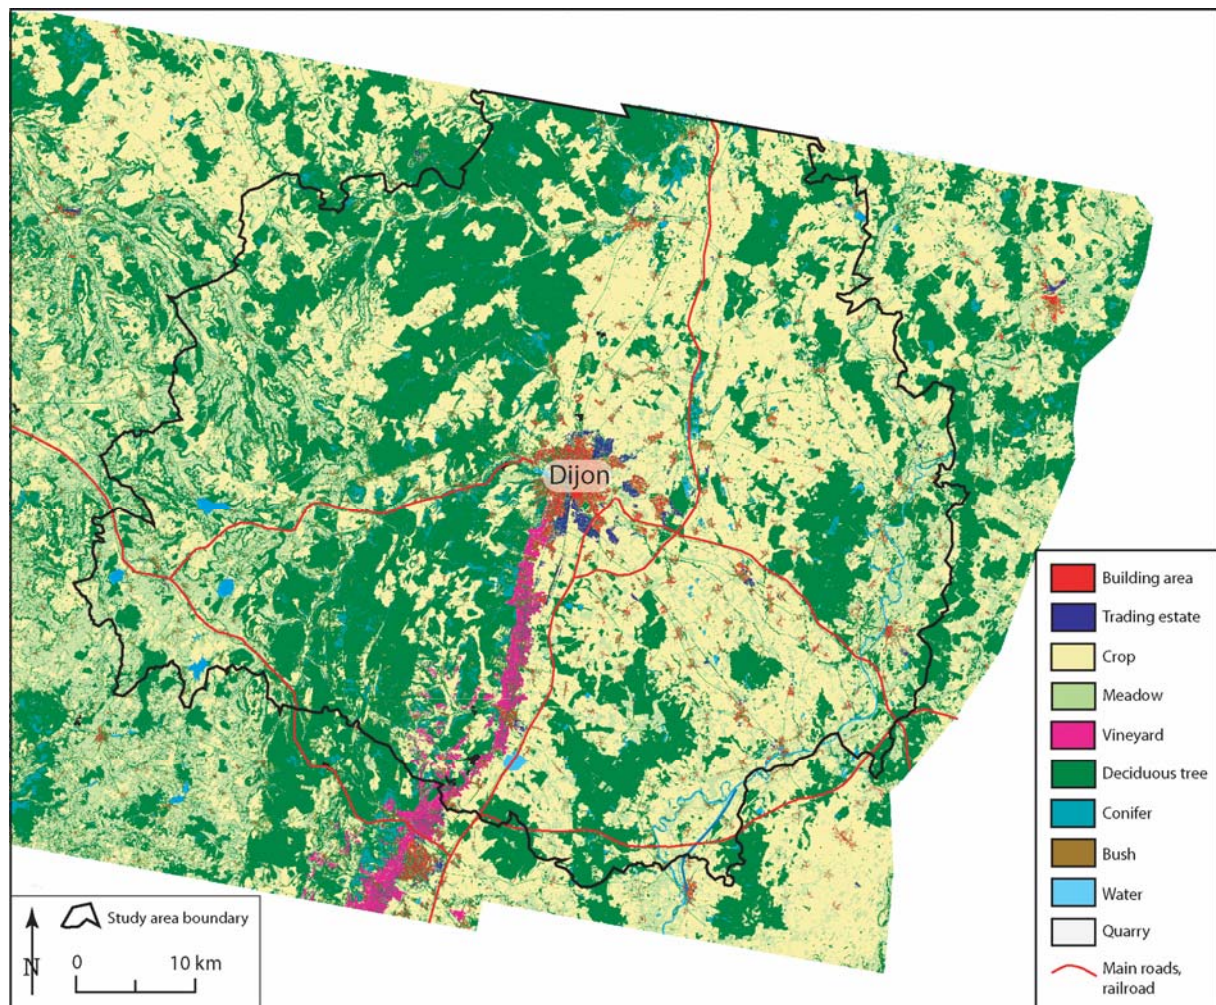 Dijon
Building area
Trading estate
Crop
Meadow
Vineyard
Deciduous tree
Conifer
Bush
Water
Quarry
Main roads,
railroad
Study area boundary
N
0 10 km